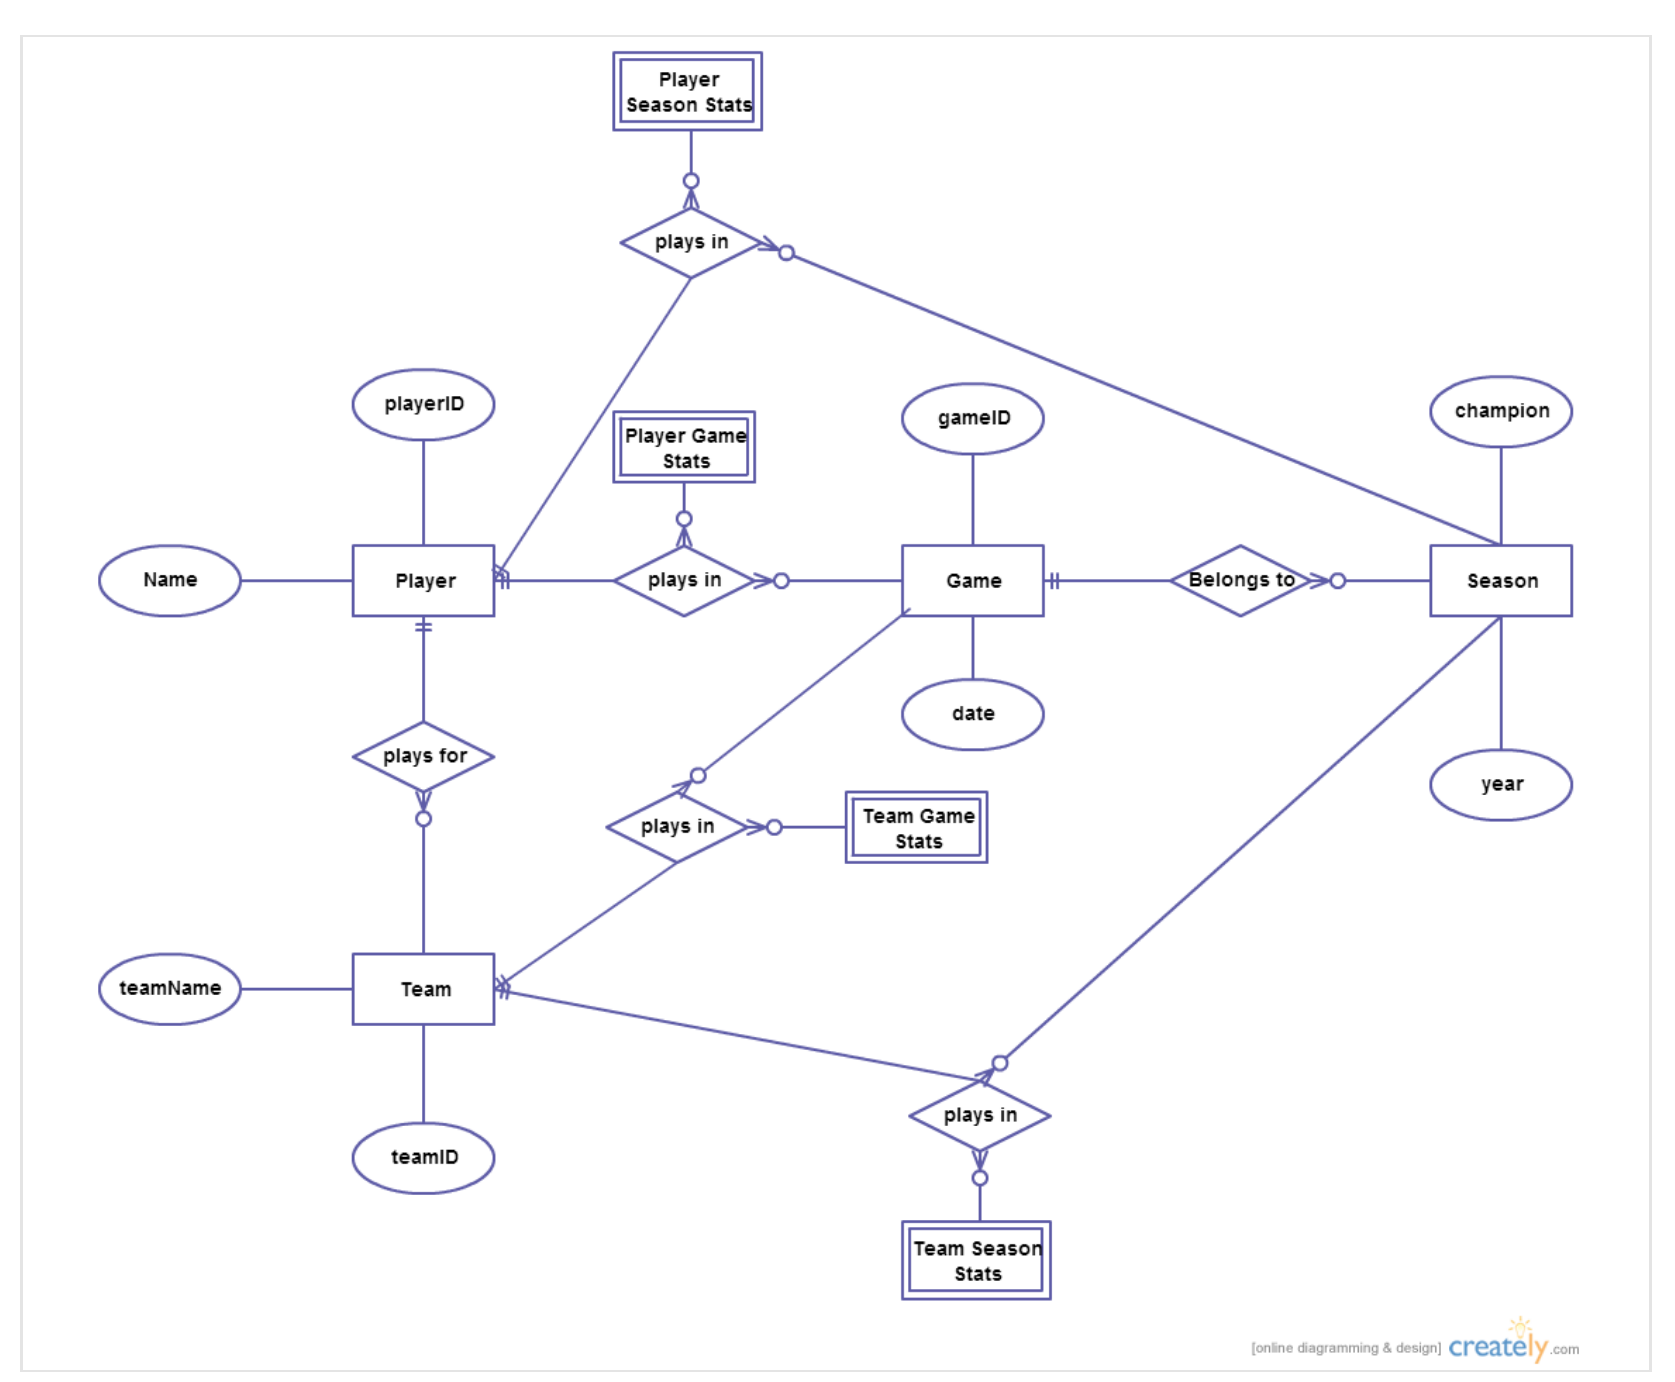 Player
Season Stats
plays in
playerID
gameID
champion
Player Game
Stats
Name
Player
plays in
Game
Belongs to
Season
date
plays for
year
plays in
Team Game
Stats
teamName
Team
plays in
teamID
Team Season
Stats
[online diagramming & design] creately.com